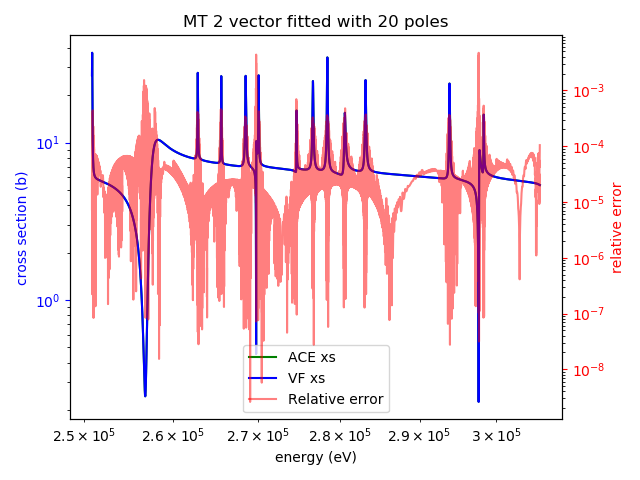 MT 2 vector fitted with 20 poles
cross section (b)
10¹
10⁰
10⁻³
10⁻⁴
10⁻⁵
10⁻⁶
10⁻⁷
10⁻⁸
relative error
ACE xs
VF xs
Relative error
2.5 × 10⁵ 2.6 × 10⁵ 2.7 × 10⁵ 2.8 × 10⁵ 2.9 × 10⁵ 3 × 10⁵
energy (eV)